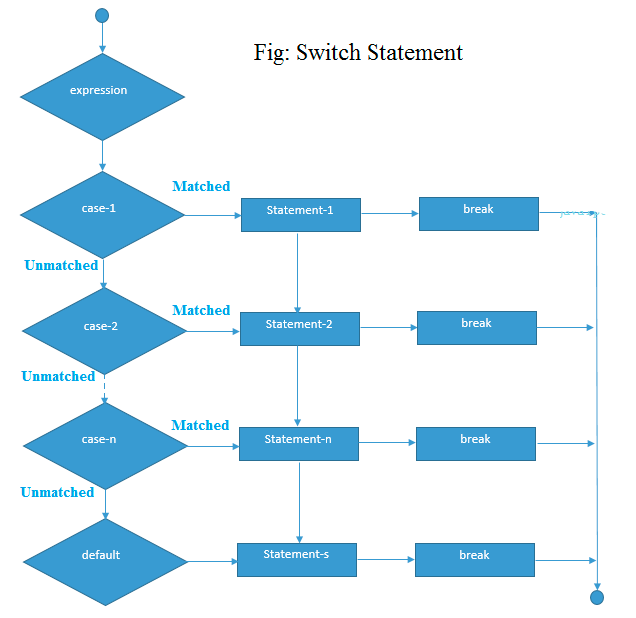 Fig: Switch Statement
expression
Matched
case-1
Statement-1
break
Unmatched
Matched
case-2
Statement-2
break
Unmatched
Matched
case-n
Statement-n
break
Unmatched
default
Statement-s
break